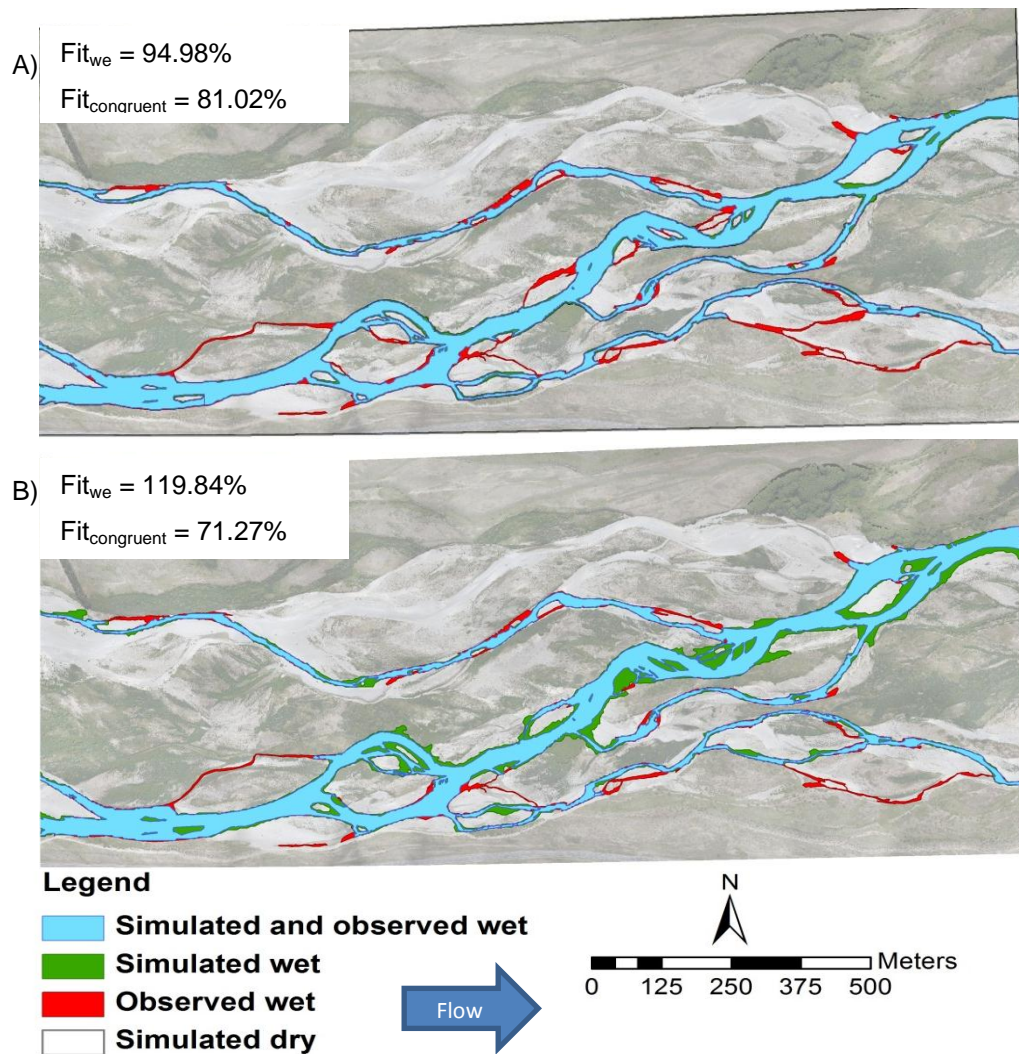 A)
Fitwe = 94.98%
Fitcongruent = 81.02%
B)
Fitwe = 119.84%
Fitcongruent = 71.27%
Legend
Simulated and observed wet
Simulated wet
Observed wet
Simulated dry
Flow
N
Meters
0 125 250 375 500